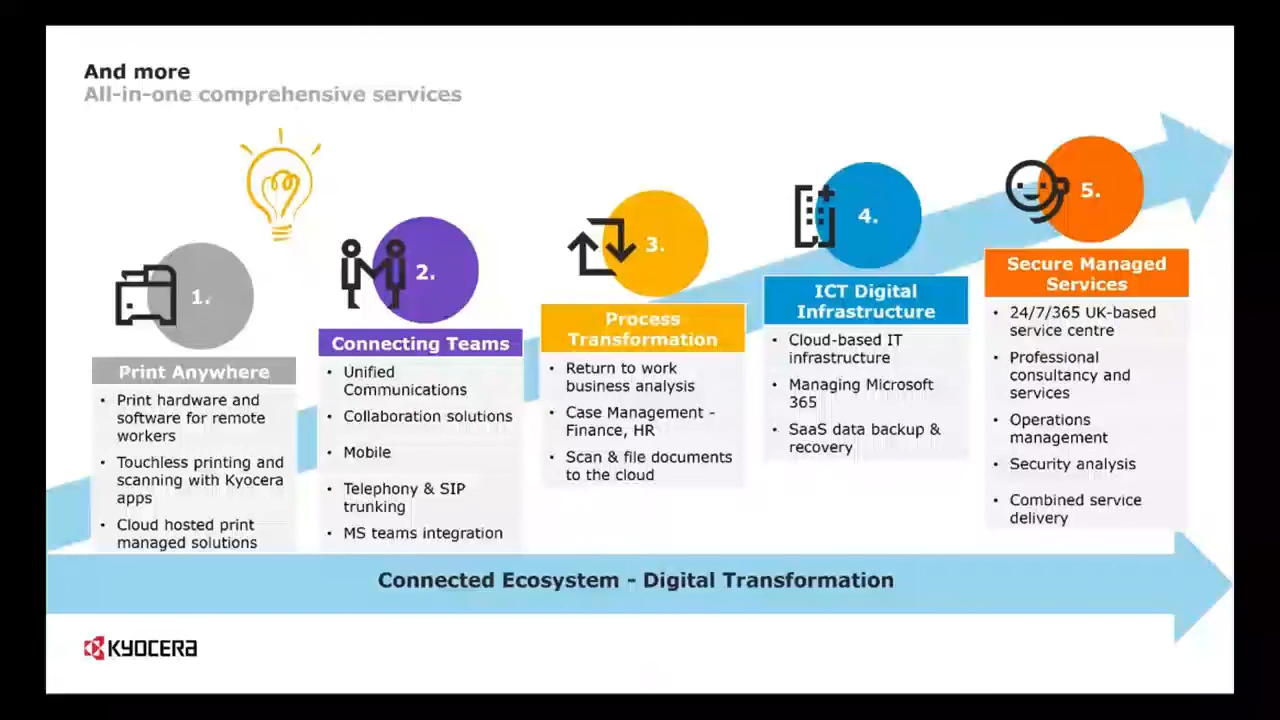 And more
All-in-one comprehensive services
1.
Print Anywhere
• Print hardware and
software for remote
workers
• Touchless printing and
scanning with Kyocera
apps
• Cloud hosted print
managed solutions
2.
Connecting Teams
• Unified
Communications
• Collaboration solutions
• Mobile
• Telephony & SIP
trunking
• MS teams integration
3.
Process
Transformation
• Return to work
business analysis
• Case Management -
Finance, HR
• Scan & file documents
to the cloud
4.
ICT Digital
Infrastructure
• Cloud-based IT
infrastructure
• Managing Microsoft
365
• SaaS data backup &
recovery
5.
Secure Managed
Services
• 24/7/365 UK-based
service centre
• Professional
consultancy and
services
• Operations
management
• Security analysis
• Combined service
delivery
Connected Ecosystem - Digital Transformation
KYOCERA